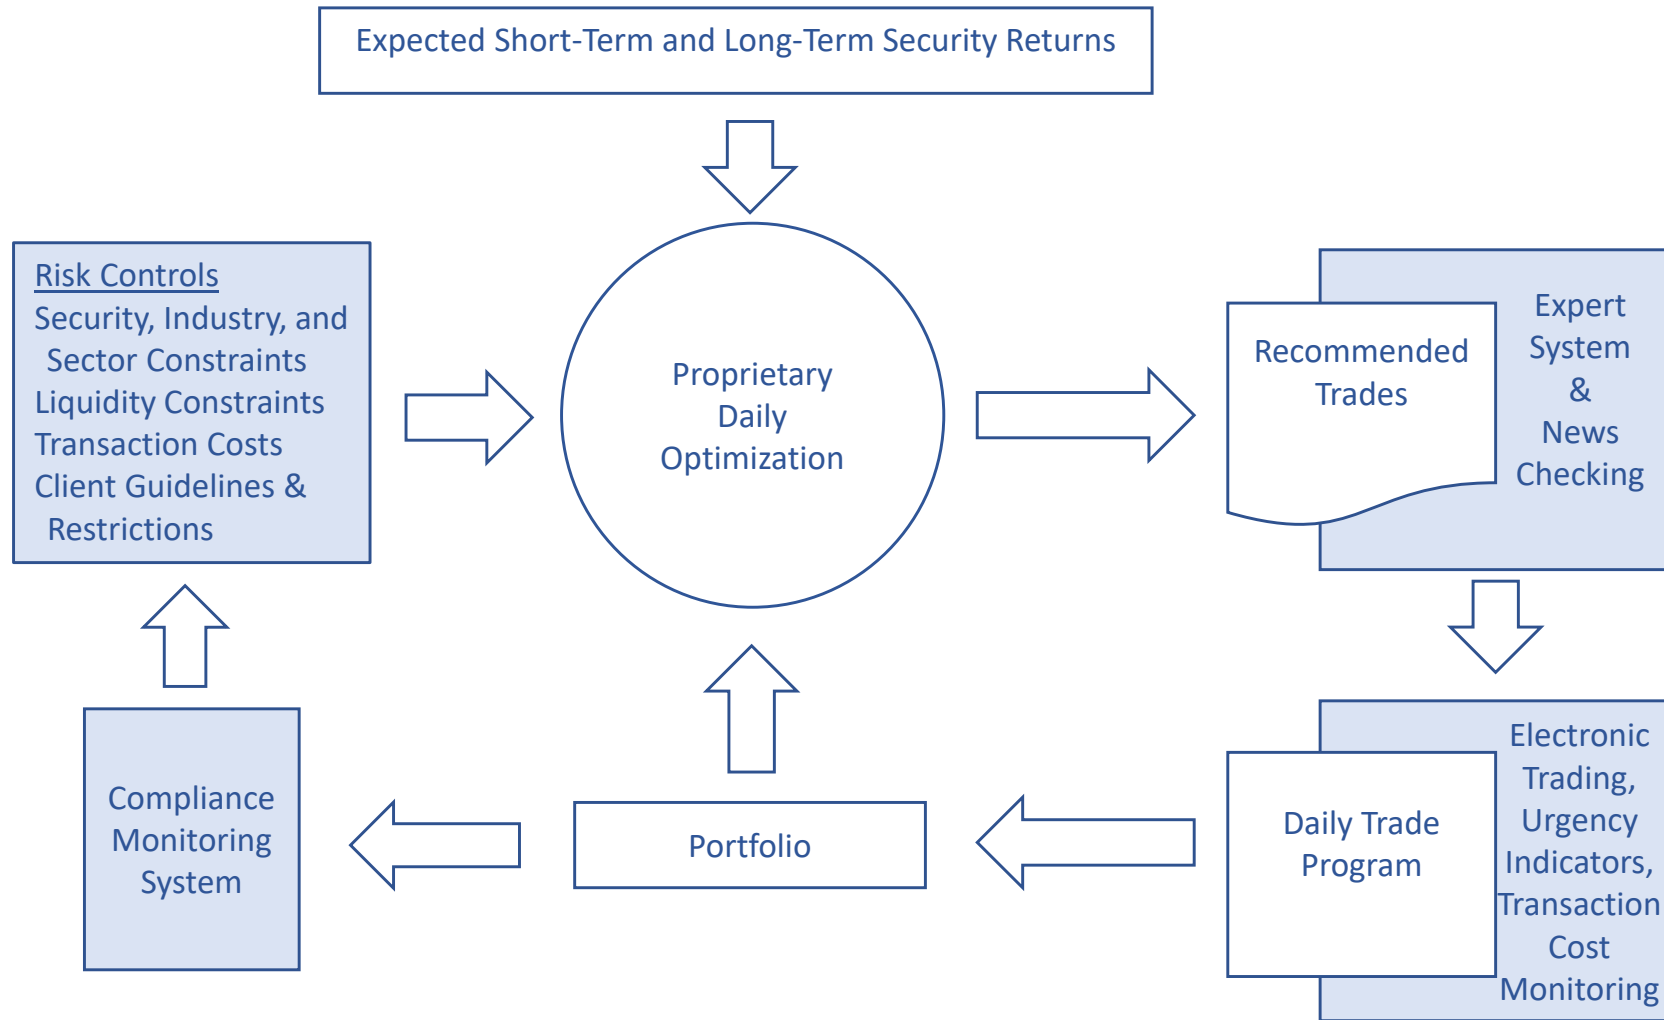 Expected Short-Term and Long-Term Security Returns
Risk Controls
Security, Industry, and
Sector Constraints
Liquidity Constraints
Transaction Costs
Client Guidelines &
Restrictions
Proprietary
Daily
Optimization
Recommended
Trades
Expert
System
&
News
Checking
Compliance
Monitoring
System
Portfolio
Daily Trade
Program
Electronic
Trading,
Urgency
Indicators,
Transaction
Cost
Monitoring